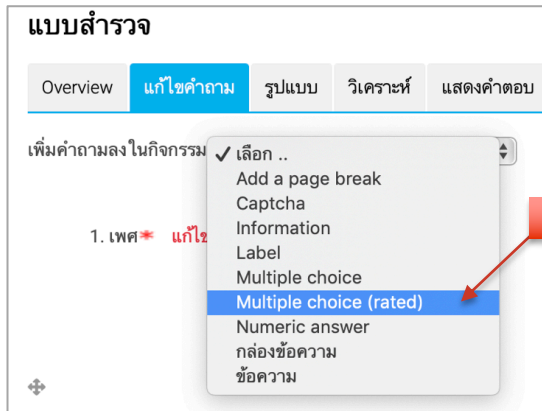 แบบสำรวจ
Overview แก้ไขคำถาม รูปแบบ วิเคราะห์ แสดงคำตอบ
เพิ่มคำถามลงในกิจกรรม ✓ เลือก ..
Add a page break
Captcha
Information
1. เพศ* แก้ไข
Label
Multiple choice
Multiple choice (rated)
Numeric answer
กล่องข้อความ
ข้อความ